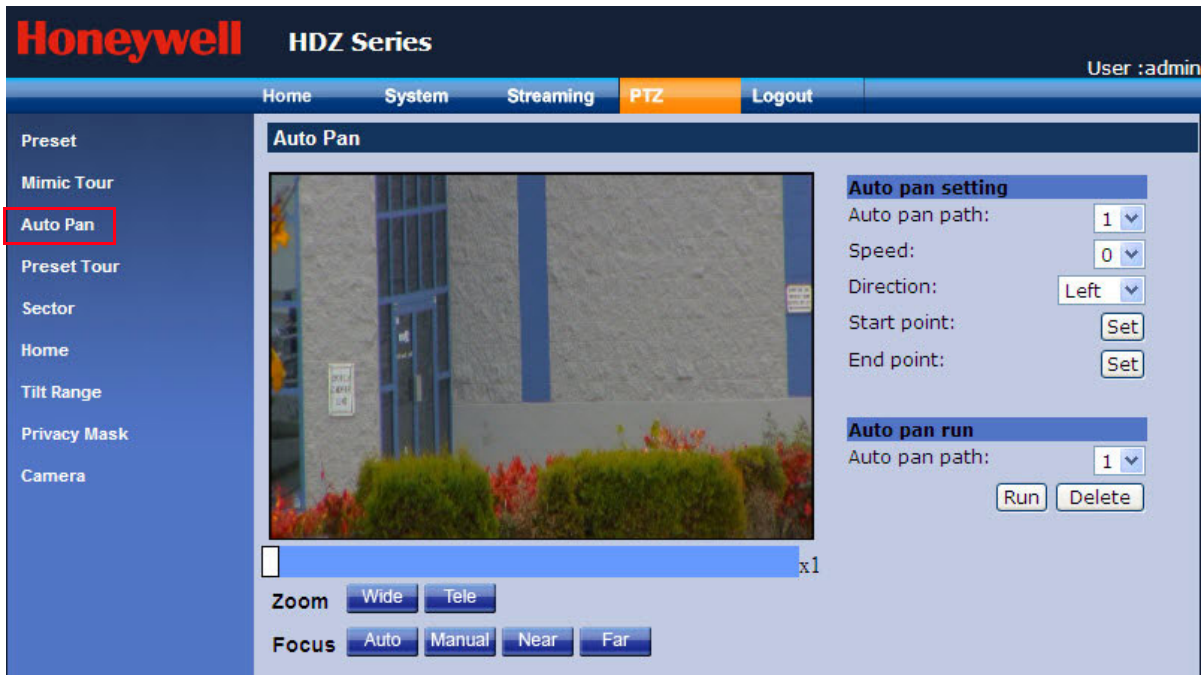 Honeywell HDZ Series
User :admin
Home System Streaming PTZ Logout
Preset
Mimic Tour
Auto Pan
Preset Tour
Sector
Home
Tilt Range
Privacy Mask
Camera
Auto Pan
Auto pan setting
Auto pan path: 1
Speed: 0
Direction: Left
Start point: Set
End point: Set
Auto pan run
Auto pan path: 1
Run Delete
x1
Zoom Wide Tele
Focus Auto Manual Near Far